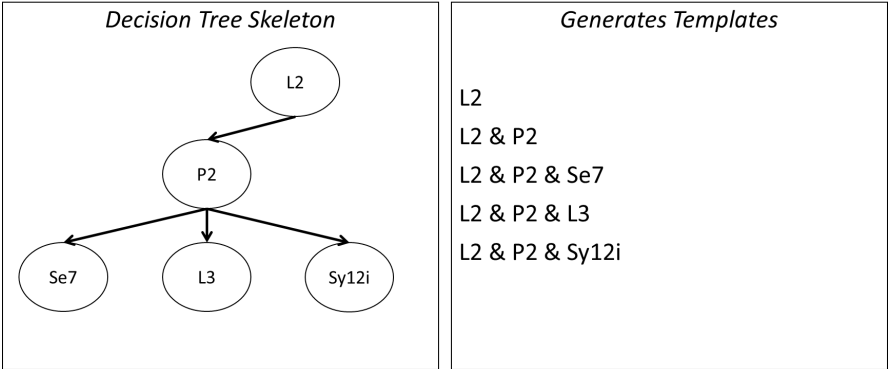 Decision Tree Skeleton
L2
P2
Se7
L3
Sy12i
Generates Templates
L2
L2 & P2
L2 & P2 & Se7
L2 & P2 & L3
L2 & P2 & Sy12i